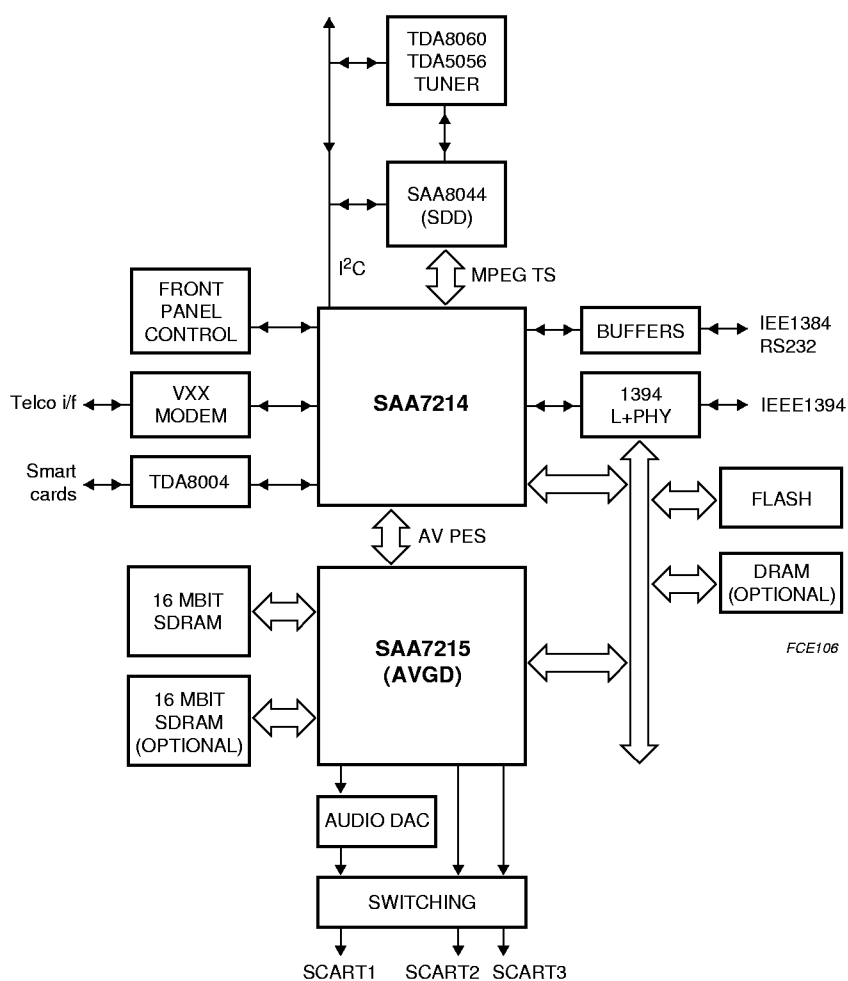 TDA8060
TDA5056
TUNER
SAA8044
(SDD)
I²C
MPEG TS
FRONT
PANEL
CONTROL
BUFFERS
IEE1384
RS232
Telco i/f
VXX
MODEM
SAA7214
1394
L+PHY
IEEE1394
Smart
cards
TDA8004
FLASH
AV PES
16 MBIT
SDRAM
SAA7215
(AVGD)
DRAM
(OPTIONAL)
FCE106
16 MBIT
SDRAM
(OPTIONAL)
AUDIO DAC
SWITCHING
SCART1
SCART2
SCART3